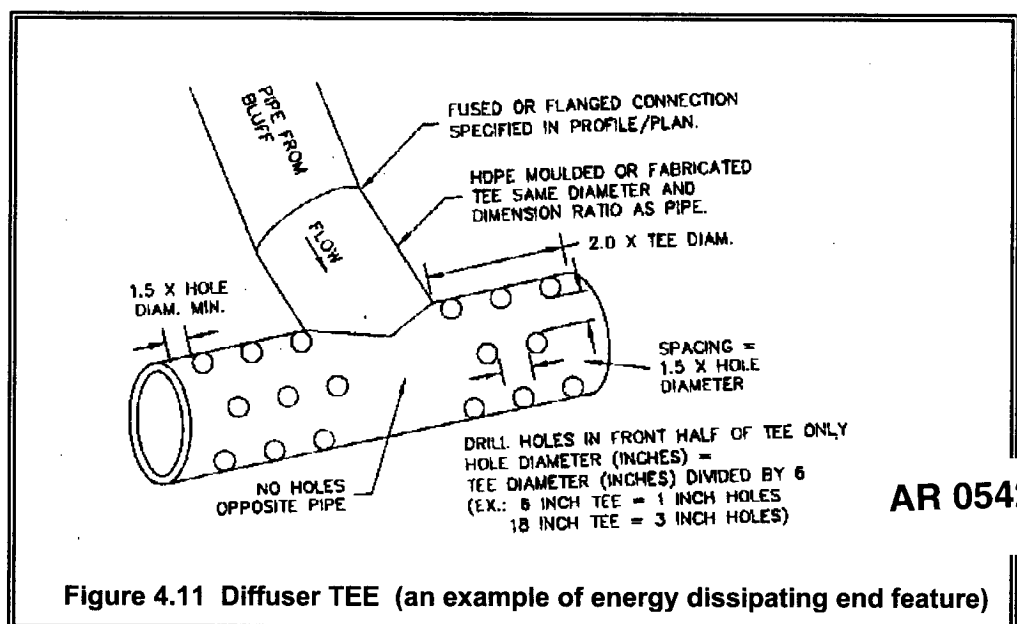 PIPE FROM
BLUFF
FUSED OR FLANGED CONNECTION
SPECIFIED IN PROFILE/PLAN.
HDPE MOULDED OR FABRICATED
TEE SAME DIAMETER AND
DIMENSION RATIO AS PIPE.
FLOW
2.0 X TEE DIAM.
1.5 X HOLE
DIAM. MIN.
SPACING =
1.5 X HOLE
DIAMETER
NO HOLES
OPPOSITE PIPE
DRILL HOLES IN FRONT HALF OF TEE ONLY
HOLE DIAMETER (INCHES) =
TEE DIAMETER (INCHES) DIVIDED BY 6
(EX.: 6 INCH TEE = 1 INCH HOLES
18 INCH TEE = 3 INCH HOLES)
AR 054
Figure 4.11 Diffuser TEE (an example of energy dissipating end feature)